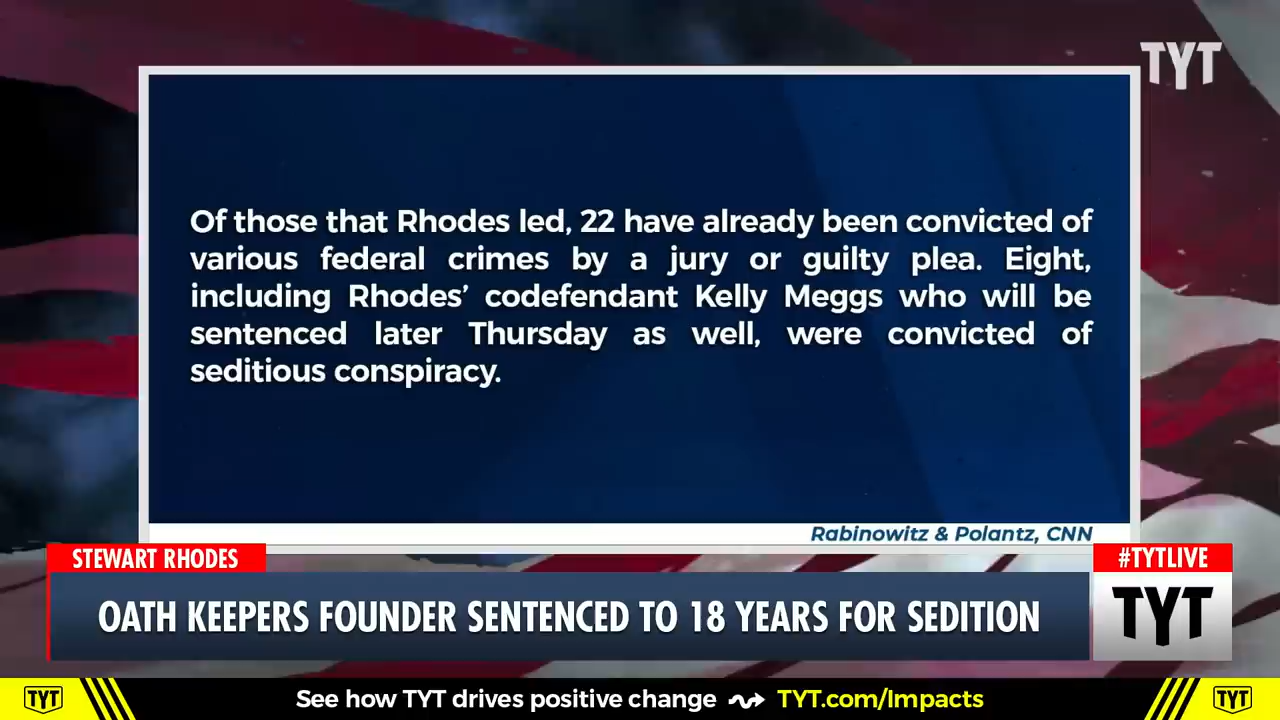 TYT
Of those that Rhodes led, 22 have already been convicted of
various federal crimes by a jury or guilty plea. Eight,
including Rhodes’ codefendant Kelly Meggs who will be
sentenced later Thursday as well, were convicted of
seditious conspiracy.
Rabinowitz & Polantz, CNN
STEWART RHODES
#TYTLIVE
OATH KEEPERS FOUNDER SENTENCED TO 18 YEARS FOR SEDITION
TYT
TYT
See how TYT drives positive change
TYT.com/Impacts
TYT